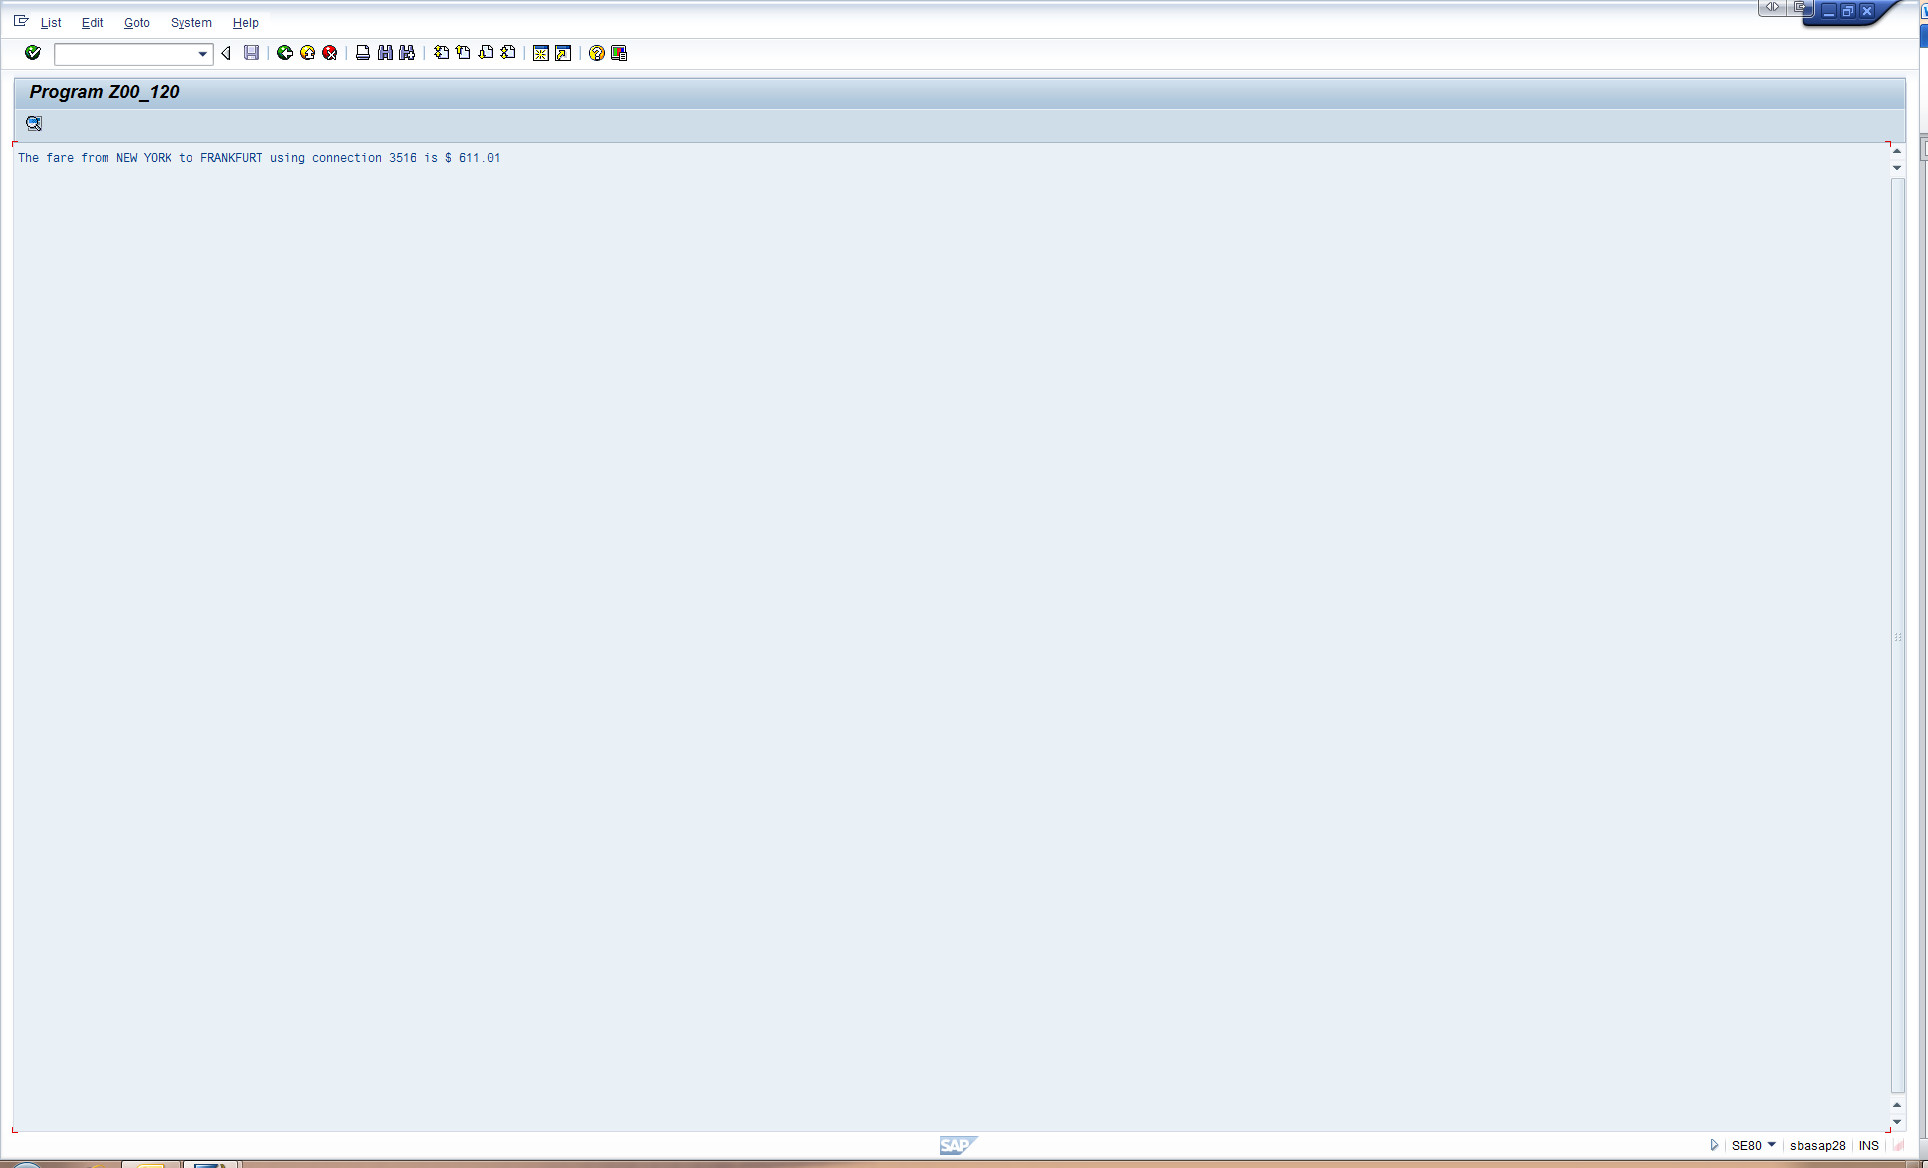 List Edit Goto System Help
Program Z00_120
The fare from NEW YORK to FRANKFURT using connection 3516 is $ 611.01
SAP
SE80 sbasap28 INS